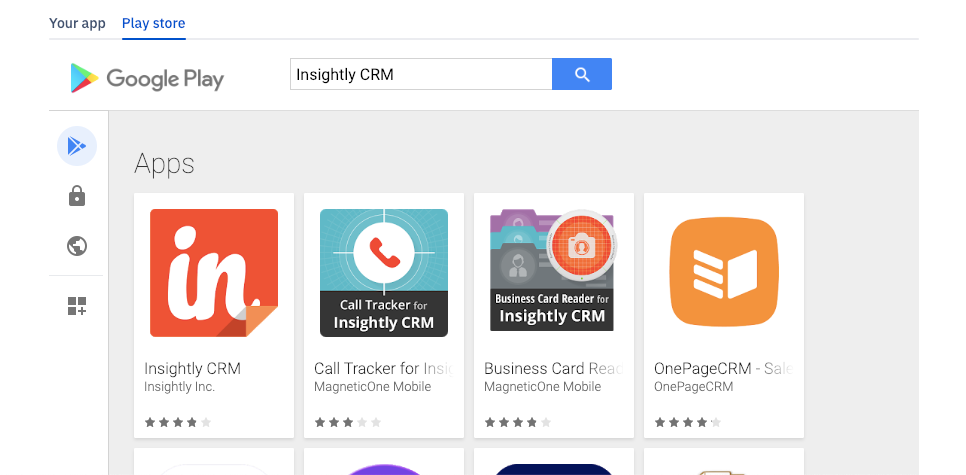 Your app Play store
Google Play
Insightly CRM
Apps
in
Call Tracker for
Insightly CRM
Business Card Reader for
Insightly CRM
Insightly CRM
Insightly Inc.
Call Tracker for Insi
MagneticOne Mobile
Business Card Read
MagneticOne Mobile
OnePageCRM - Sale
OnePageCRM